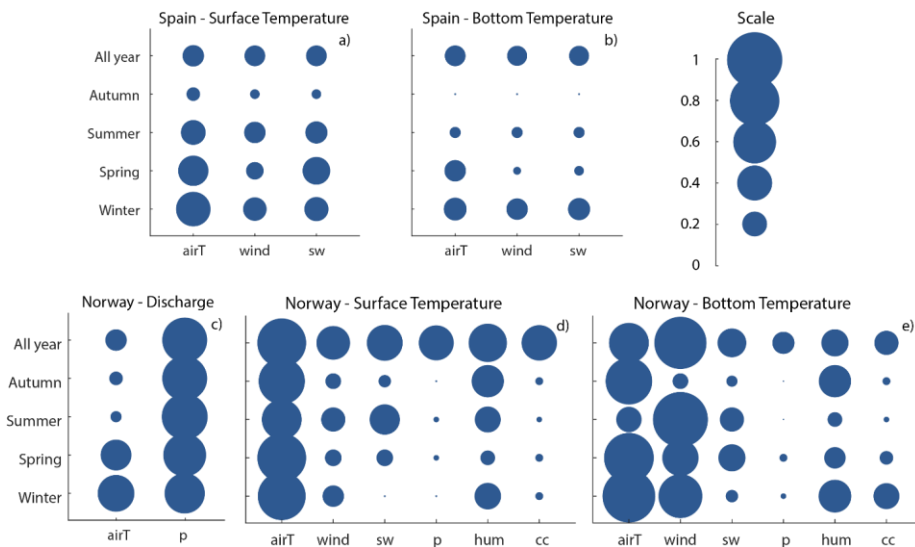 Spain - Surface Temperature
a)
All year
Autumn
Summer
Spring
Winter
airT wind sw
Spain - Bottom Temperature
b)
airT wind sw
Scale
1
0.8
0.6
0.4
0.2
0
Norway - Discharge
c)
All year
Autumn
Summer
Spring
Winter
airT p
Norway - Surface Temperature
d)
airT wind sw p hum cc
Norway - Bottom Temperature
e)
airT wind sw p hum cc